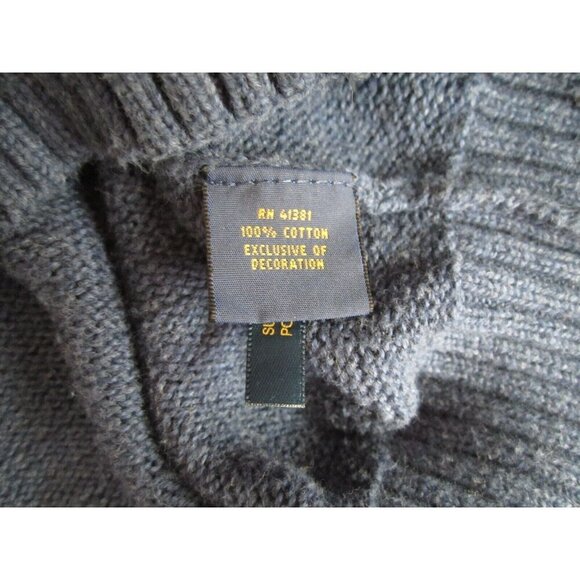 RN 41381
100% COTTON
EXCLUSIVE OF
DECORATION